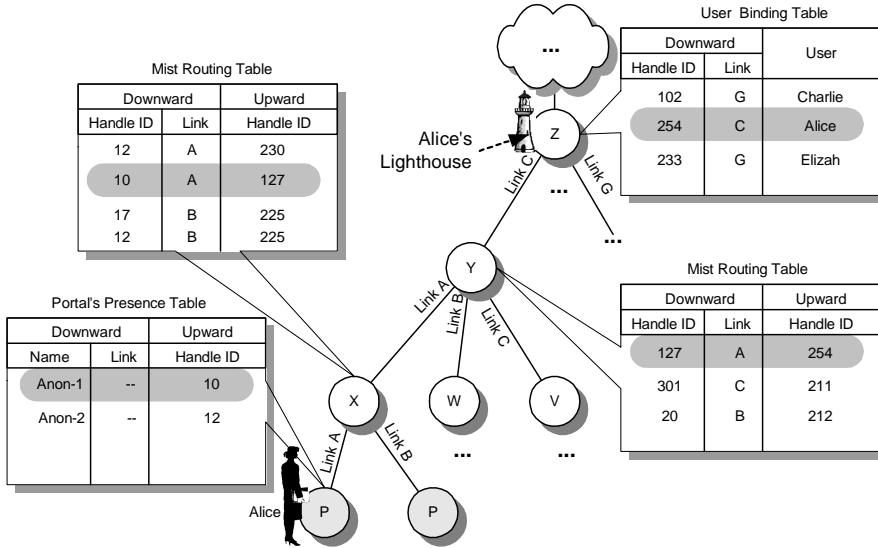 User Binding Table
Downward
User
Handle ID Link
102 G Charlie
254 C Alice
233 G Elizah
...
Mist Routing Table
Downward Upward
Handle ID Link Handle ID
12 A 230
10 A 127
17 B 225
12 B 225
Alice's
Lighthouse
Z
Link C
Link G
...
...
Y
Link A
Link B
Link C
Mist Routing Table
Downward Upward
Handle ID Link Handle ID
127 A 254
301 C 211
20 B 212
Portal's Presence Table
Downward Upward
Name Link Handle ID
Anon-1 -- 10
Anon-2 -- 12
X
W
V
...
...
Link A
Link B
Alice
P
P